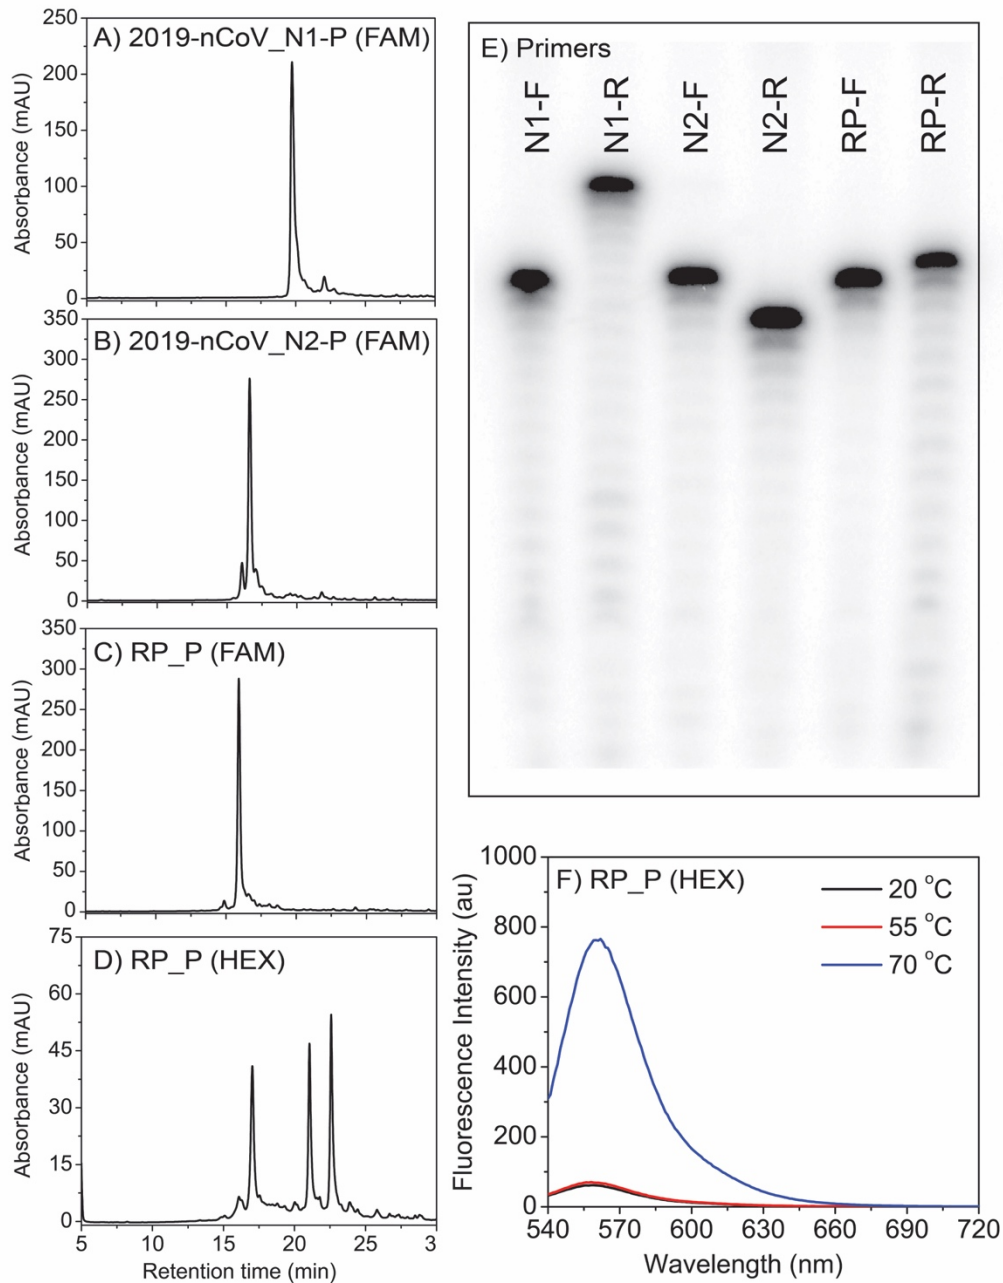 A) 2019-nCoV_N1-P (FAM)
Absorbance (mAU)
250
200
150
100
50
0
B) 2019-nCoV_N2-P (FAM)
Absorbance (mAU)
350
300
250
200
150
100
50
0
C) RP_P (FAM)
Absorbance (mAU)
350
300
250
200
150
100
50
0
D) RP_P (HEX)
Absorbance (mAU)
75
60
45
30
15
0
5 10 15 20 25 3
Retention time (min)
E) Primers
N1-F
N1-R
N2-F
N2-R
RP-F
RP-R
F) RP_P (HEX)
20 °C
55 °C
70 °C
Fluorescence Intensity (au)
1000
800
600
400
200
0
540 570 600 630 660 690 720
Wavelength (nm)